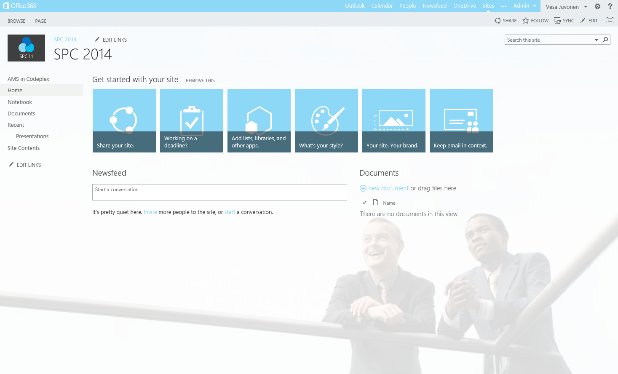 Office 365
Outlook Calendar People Newsfeed OneDrive Sites ••• Admin Vesa Juvonen ?
BROWSE PAGE
SHARE FOLLOW SYNC EDIT
SPC 14
SPC 2014 EDIT LINKS
SPC 2014
Search this site
AMS in Codeplex
Home
Notebook
Documents
Recent
Presentations
Site Contents
EDIT LINKS
Get started with your site REMOVE THIS
Share your site.
Working on a
deadline?
Add lists, libraries, and
other apps.
What's your style?
Your site. Your brand.
Keep email in context.
Newsfeed
Start a conversation
It's pretty quiet here. Invite more people to the site, or start a conversation.
Documents
new document or drag files here
Name
There are no documents in this view.